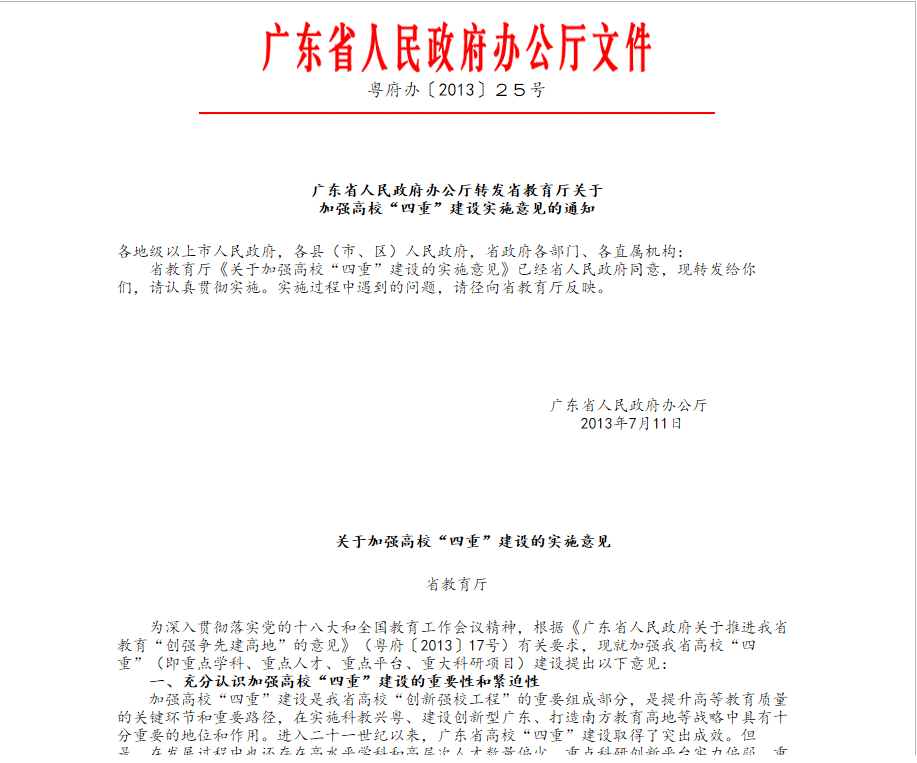 广东省人民政府办公厅文件
粤府办〔2013〕２５号
广东省人民政府办公厅转发省教育厅关于
加强高校“四重”建设实施意见的通知
各地级以上市人民政府，各县（市、区）人民政府，省政府各部门、各直属机构：
省教育厅《关于加强高校“四重”建设的实施意见》已经省人民政府同意，现转发给你
们，请认真贯彻实施。实施过程中遇到的问题，请径向省教育厅反映。
广东省人民政府办公厅
2013年7月11日
关于加强高校“四重”建设的实施意见
省教育厅
为深入贯彻落实党的十八大和全国教育工作会议精神，根据《广东省人民政府关于推进我省
教育“创强争先建高地”的意见》（粤府〔2013〕17号）有关要求，现就加强我省高校“四
重”（即重点学科、重点人才、重点平台、重大科研项目）建设提出以下意见：
一、充分认识加强高校“四重”建设的重要性和紧迫性
加强高校“四重”建设是我省高校“创新强校工程”的重要组成部分，是提升高等教育质量
的关键环节和重要路径，在实施科教兴粤、建设创新型广东、打造南方教育高地等战略中具有十
分重要的地位和作用。进入二十一世纪以来，广东省高校“四重”建设取得了突出成效。但
是，在发展过程中也还存在高水平学科和高层次人才数量偏少、重点科研创新平台实力偏弱、重